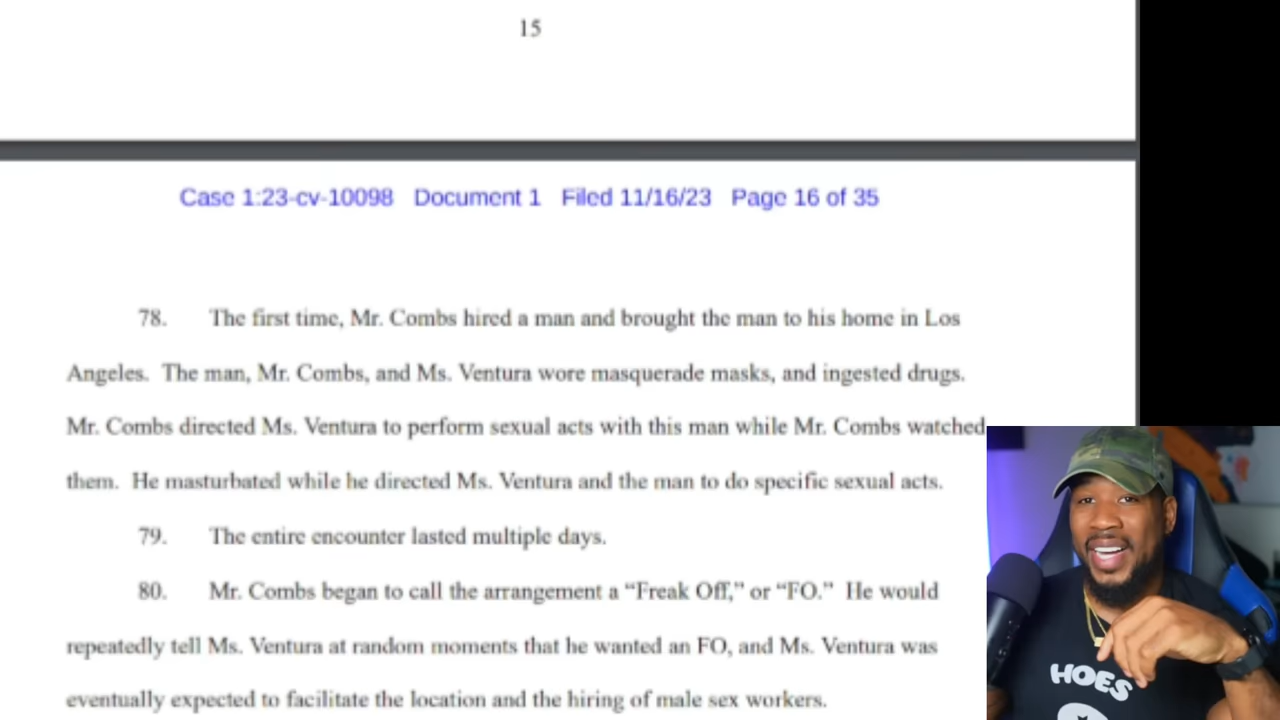 15
Case 1:23-cv-10098 Document 1 Filed 11/16/23 Page 16 of 35
78. The first time, Mr. Combs hired a man and brought the man to his home in Los
Angeles. The man, Mr. Combs, and Ms. Ventura wore masquerade masks, and ingested drugs.
Mr. Combs directed Ms. Ventura to perform sexual acts with this man while Mr. Combs watched
them. He masturbated while he directed Ms. Ventura and the man to do specific sexual acts.
79. The entire encounter lasted multiple days.
80. Mr. Combs began to call the arrangement a “Freak Off,” or “FO.” He would
repeatedly tell Ms. Ventura at random moments that he wanted an FO, and Ms. Ventura was
eventually expected to facilitate the location and the hiring of male sex workers.
HOES